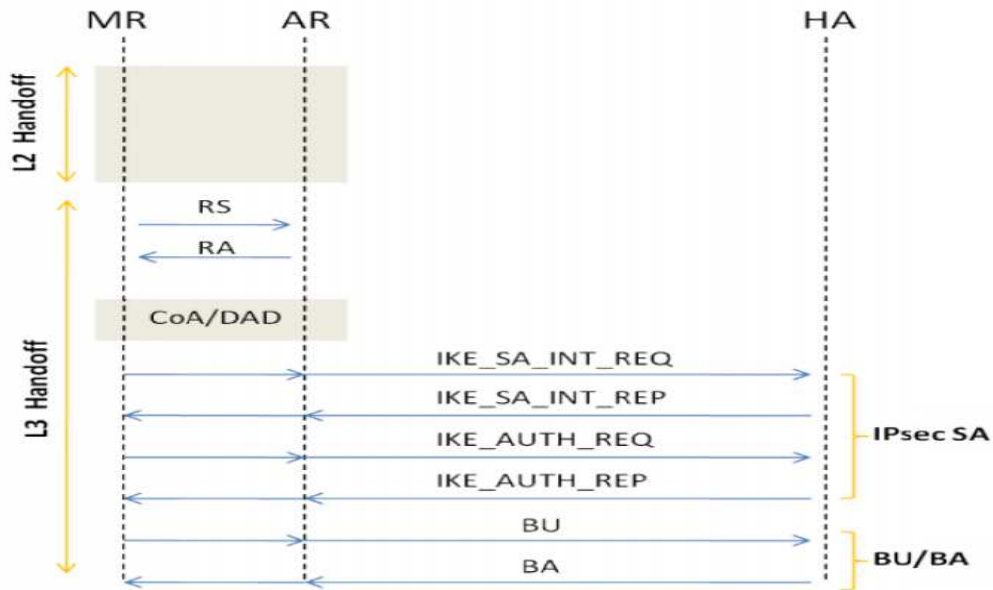 MR
AR
HA
L2 Handoff
RS
RA
CoA/DAD
L3 Handoff
IKE_SA_INT_REQ
IKE_SA_INT_REP
IKE_AUTH_REQ
IKE_AUTH_REP
IPsec SA
BU
BA
BU/BA